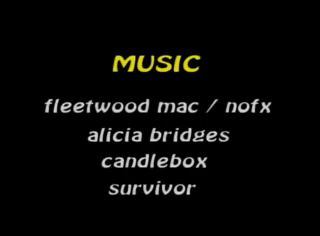 MUSIC
fleetwood mac / nofx
alicia bridges
candlebox
survivor